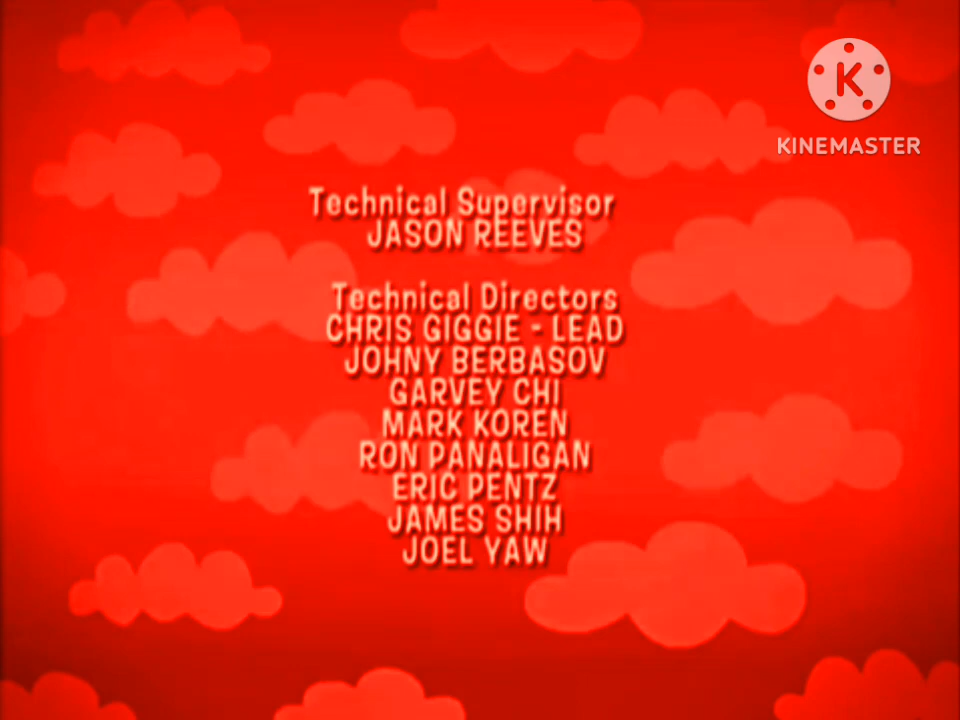 K
KINEMASTER
Technical Supervisor
JASON REEVES
Technical Directors
CHRIS GIGGIE - LEAD
JOHNY BERBASOV
GARVEY CHI
MARK KOREN
RON PANALIGAN
ERIC PENTZ
JAMES SHIH
JOEL YAW